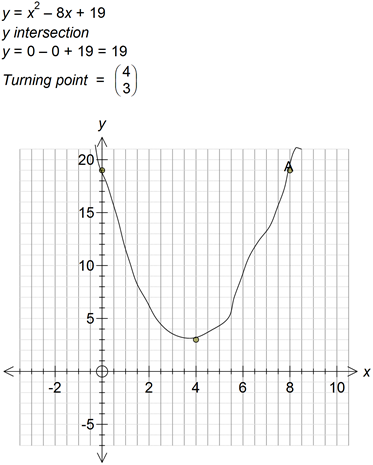 y = x² – 8x + 19
y intersection
y = 0 – 0 + 19 = 19
Turning point = (4
3)
y
20
A
15
10
5
x
-2
2
4
6
8
10
-5